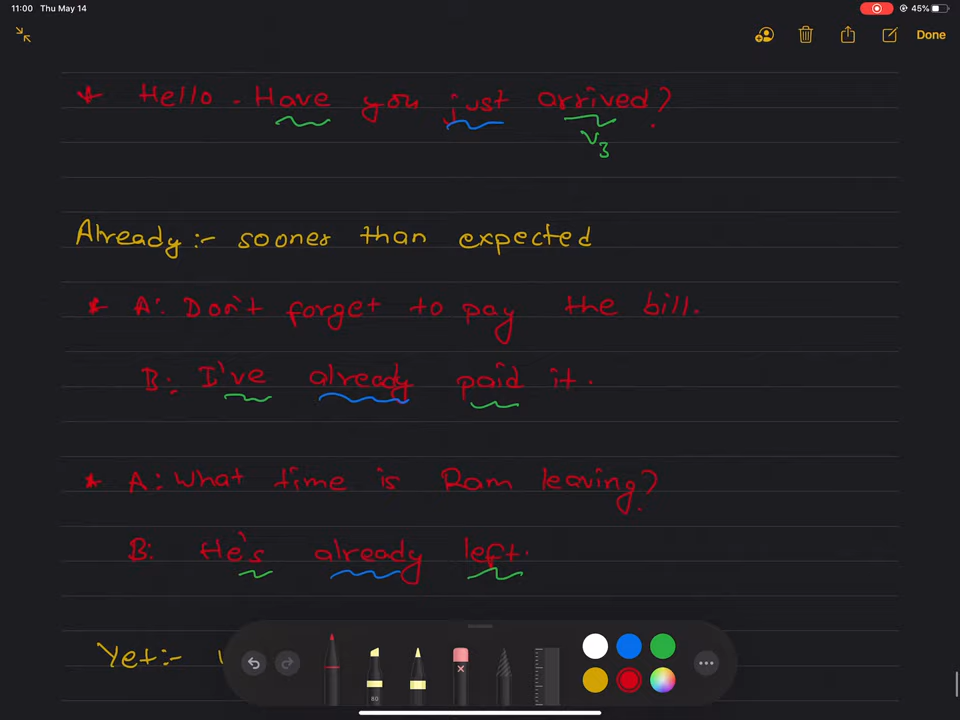 11:00 Thu May 14
45%
Done
* Hello - Have you just arrived?
V3
Already :- sooner than expected
* A: Don't forget to pay the bill.
B: I've already paid it.
* A: What time is Ram leaving?
B: He's already left.
Yet :-
80